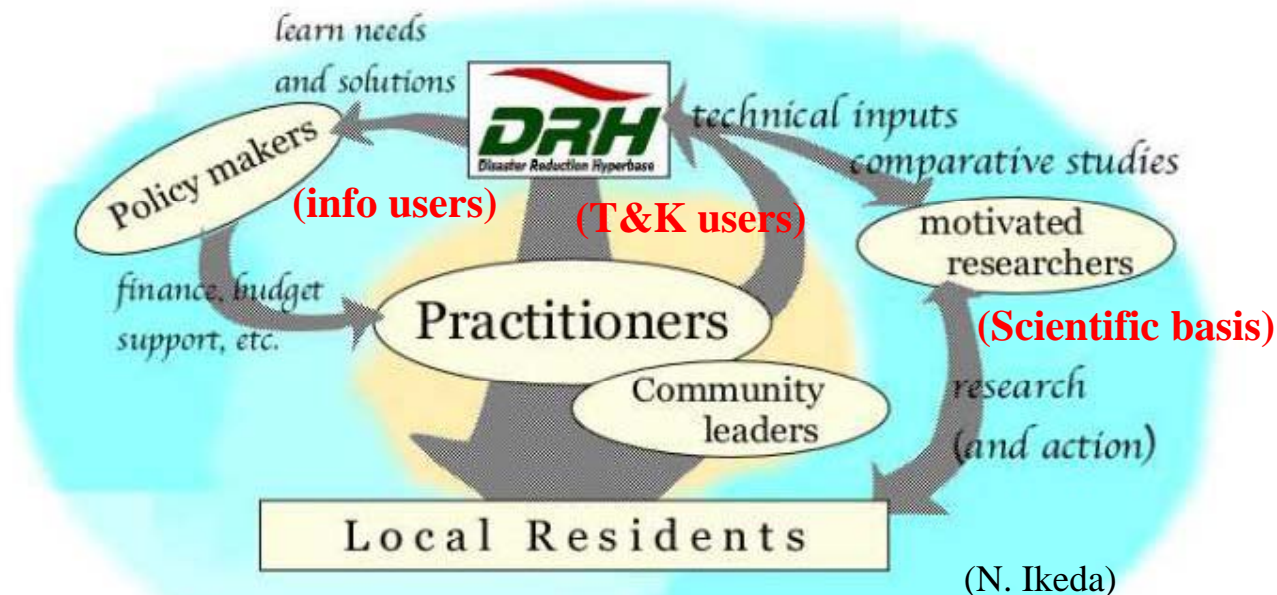 learn needs
and solutions
DRH
Disaster Reduction Hyperbase
technical inputs
comparative studies
Policy makers
(info users)
(T&K users)
motivated
researchers
finance, budget
support, etc.
Practitioners
(Scientific basis)
Community
leaders
research
(and action)
Local Residents
(N. Ikeda)